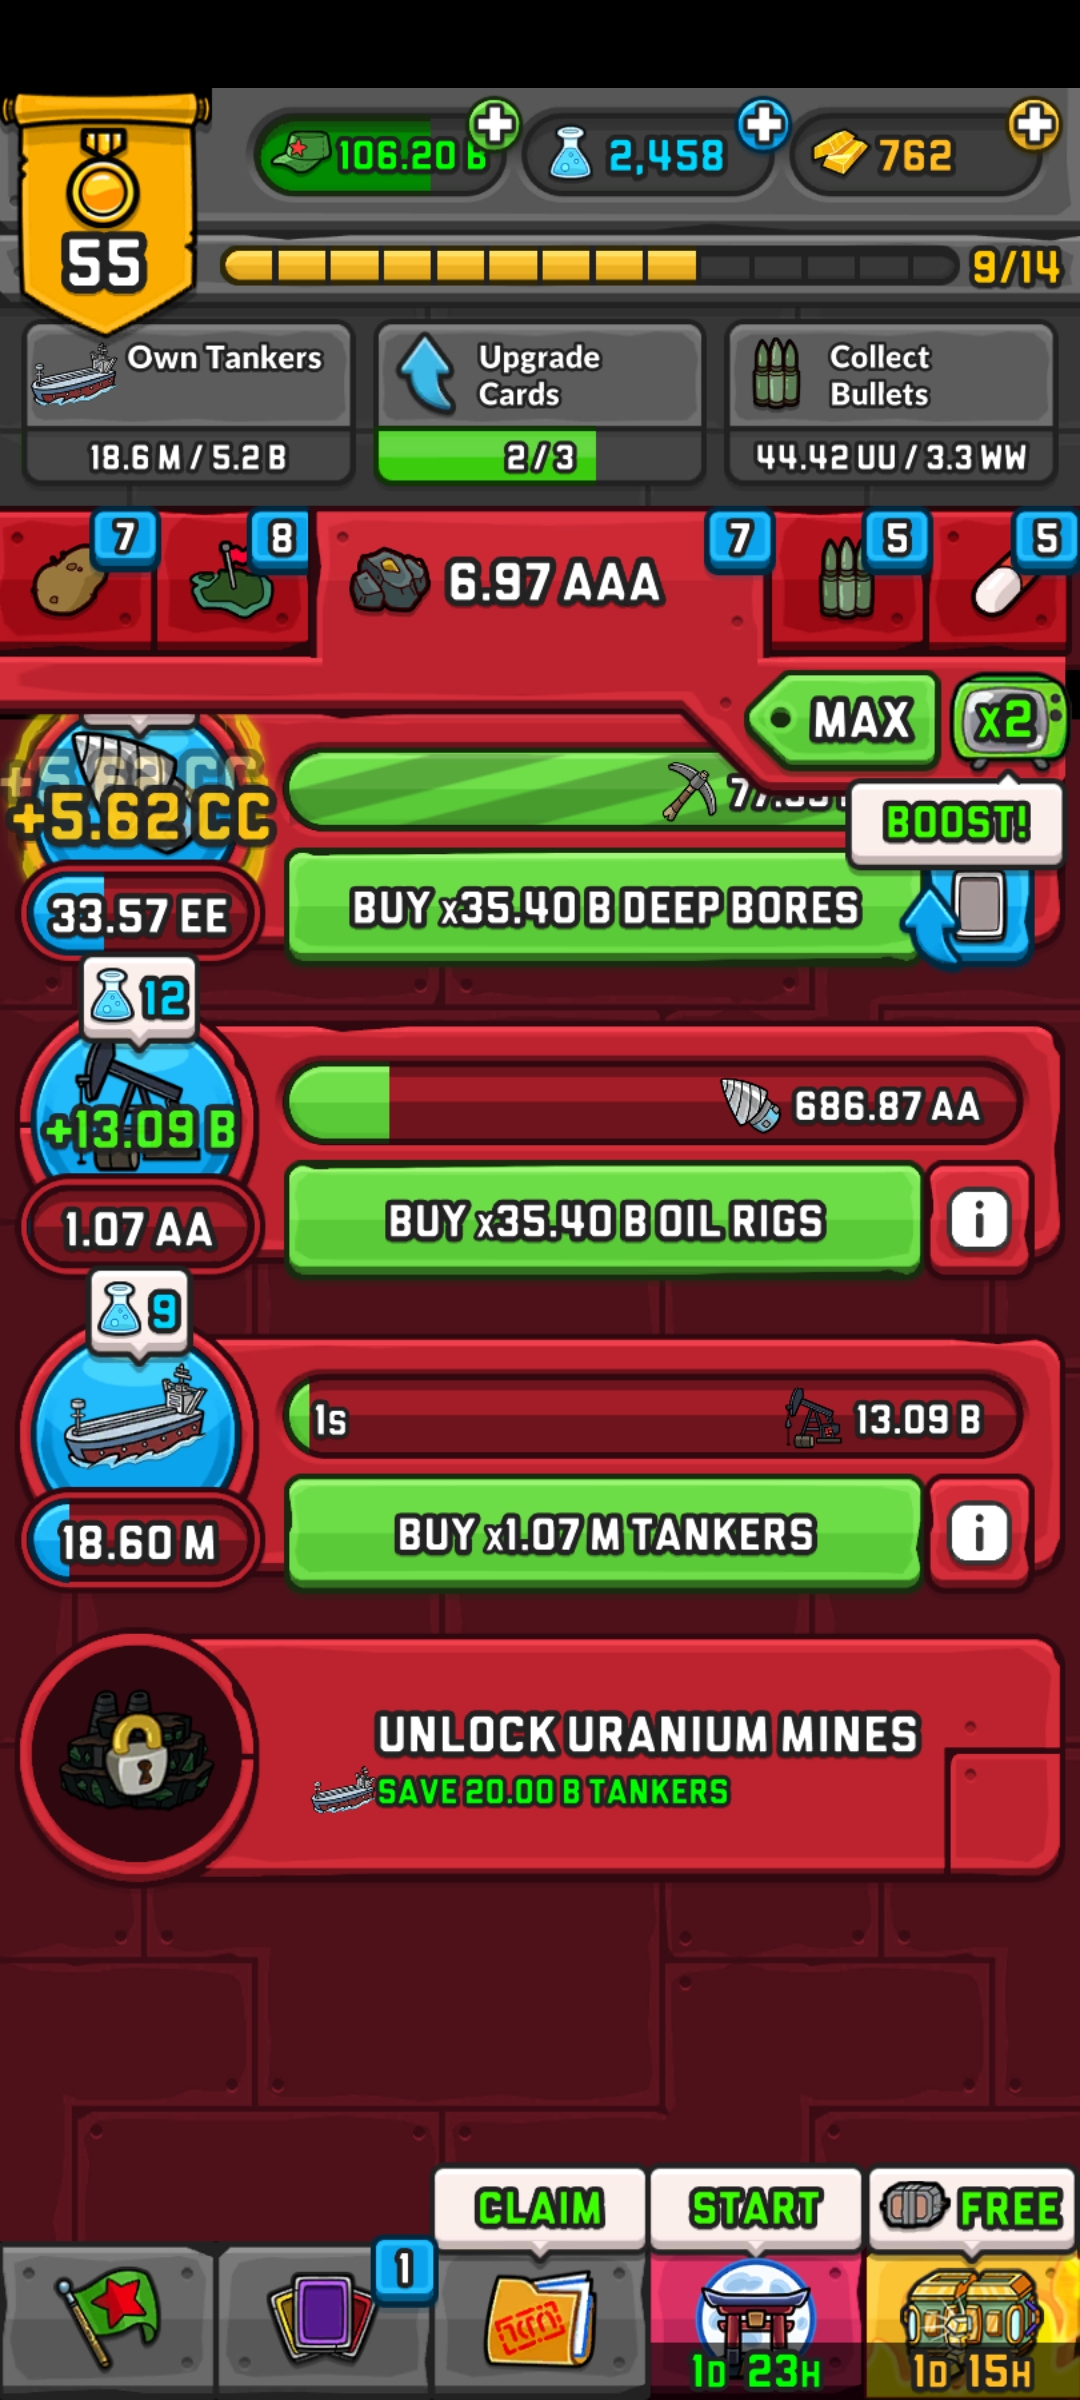 106.20 B
2,458
762
55
9/14
Own Tankers
18.6 M / 5.2 B
Upgrade
Cards
2 / 3
Collect
Bullets
44.42 UU / 3.3 WW
7
8
6.97 AAA
7
5
5
MAX
x2
BOOST!
+5.62 CC
33.57 EE
BUY x35.40 B DEEP BORES
12
+13.09 B
686.87 AA
1.07 AA
BUY x35.40 B OIL RIGS
i
9
1s
13.09 B
18.60 M
BUY x1.07 M TANKERS
i
UNLOCK URANIUM MINES
SAVE 20.00 B TANKERS
CLAIM
START
FREE
1
1D 23H
1D 15H